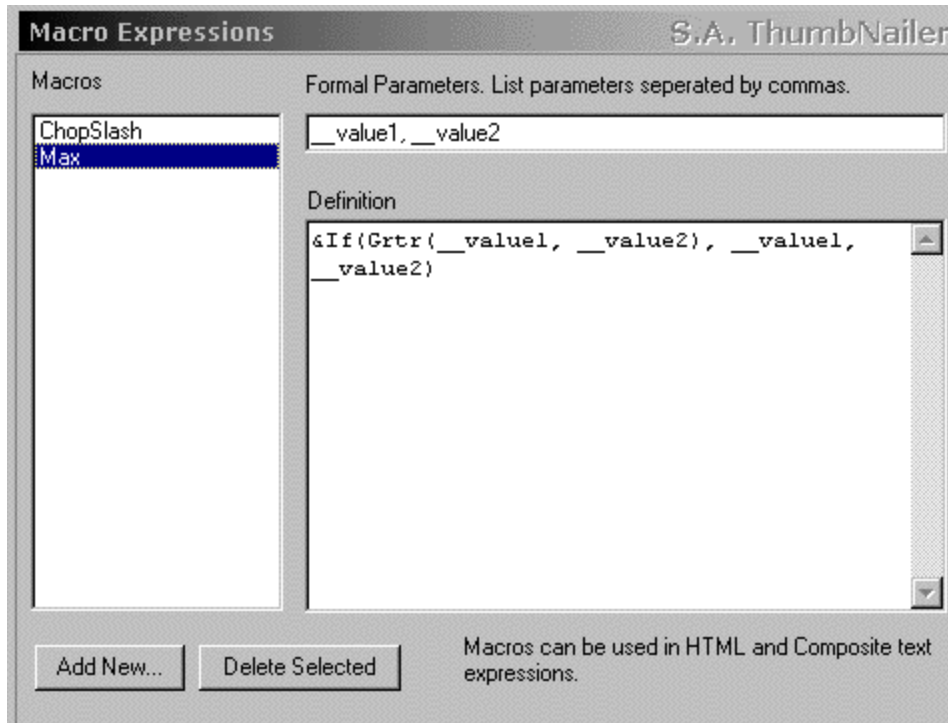 Macro Expressions
S.A. ThumbNailer
Macros
Formal Parameters. List parameters seperated by commas.
ChopSlash
Max
__value1, __value2
Definition
&If(Grtr(__value1, __value2), __value1,
__value2)
Add New...
Delete Selected
Macros can be used in HTML and Composite text
expressions.